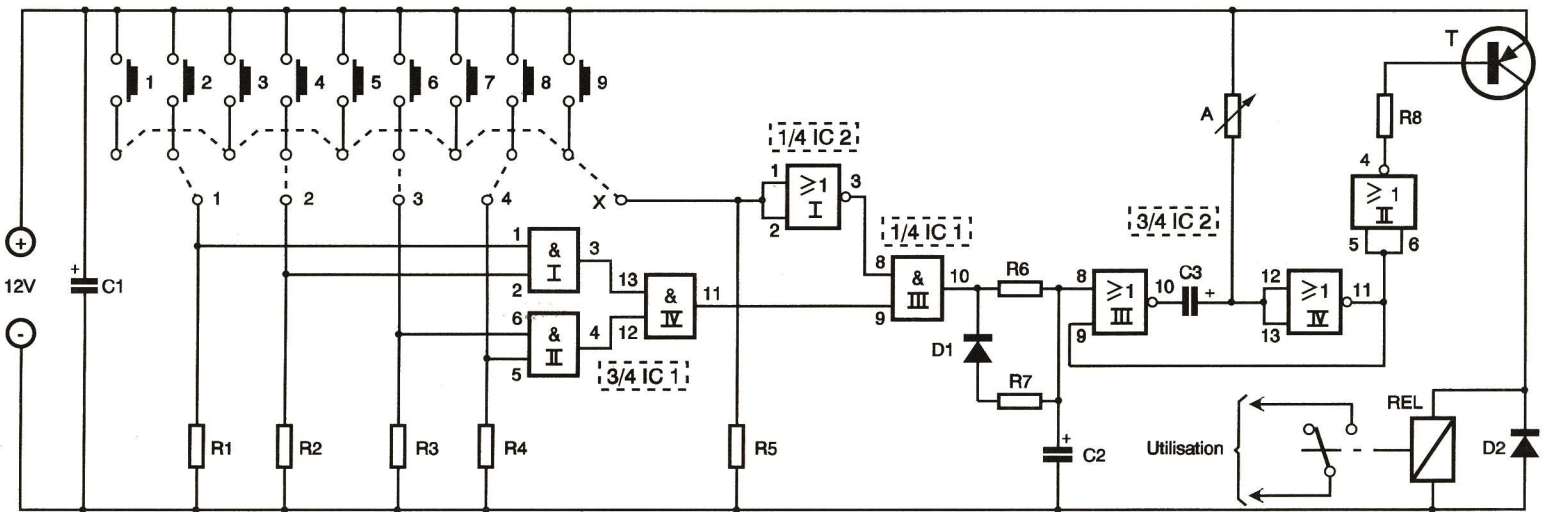 T
1 2 3 4 5 6 7 8 9
A
R8
1/4 IC 2
4
1
≥1
I
3
2
≥1
II
5 6
1 2 3 4 X
3/4 IC 2
1/4 IC 1
+
12V
-
+
C1
1
&
I
3
2
13
&
IV
11
12
6
&
II
4
5
3/4 IC 1
8
&
III
10
9
R6
D1
R7
8
≥1
III
10
9
C3
+
12
≥1
IV
11
13
R1
R2
R3
R4
R5
+
C2
Utilisation
REL
D2